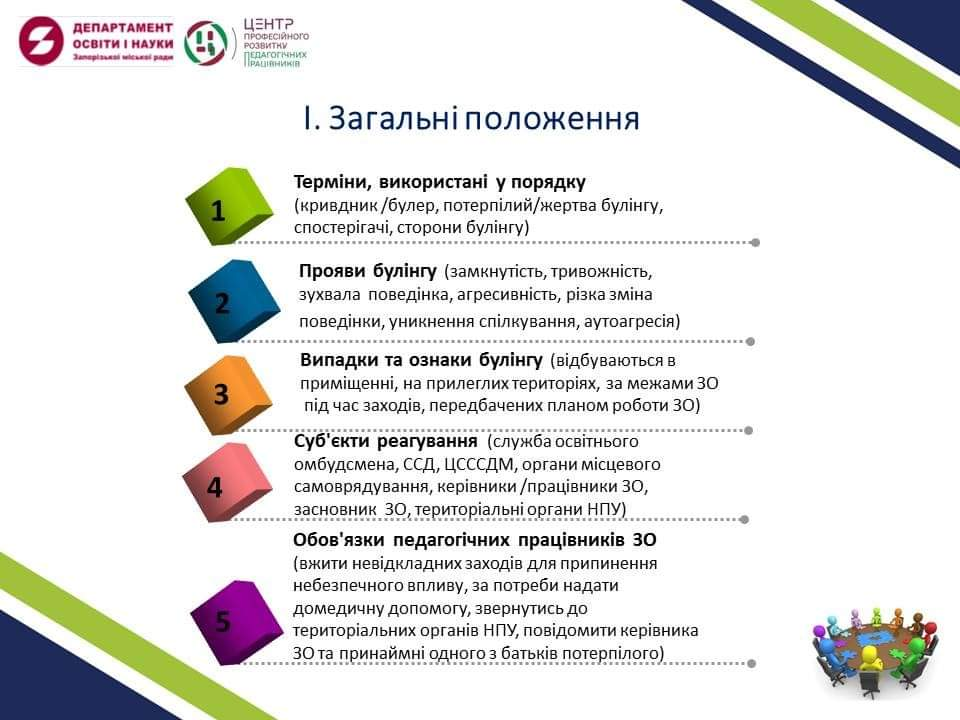 ДЕПАРТАМЕНТ
ОСВІТИ І НАУКИ
Запорізької міської ради
ЦЕНТР
ПРОФЕСІЙНОГО
РОЗВИТКУ
ПЕДАГОГІЧНИХ
ПРАЦІВНИКІВ
І. Загальні положення
1
Терміни, використані у порядку
(кривдник /булер, потерпілий/жертва булінгу,
спостерігачі, сторони булінгу)
2
Прояви булінгу (замкнутість, тривожність,
зухвала поведінка, агресивність, різка зміна
поведінки, уникнення спілкування, аутоагресія)
3
Випадки та ознаки булінгу (відбуваються в
приміщенні, на прилеглих територіях, за межами ЗО
під час заходів, передбачених планом роботи ЗО)
4
Суб'єкти реагування (служба освітнього
омбудсмена, ССД, ЦСССДМ, органи місцевого
самоврядування, керівники /працівники ЗО,
засновник ЗО, територіальні органи НПУ)
5
Обов'язки педагогічних працівників ЗО
(вжити невідкладних заходів для припинення
небезпечного впливу, за потреби надати
домедичну допомогу, звернутись до
територіальних органів НПУ, повідомити керівника
ЗО та принаймні одного з батьків потерпілого)